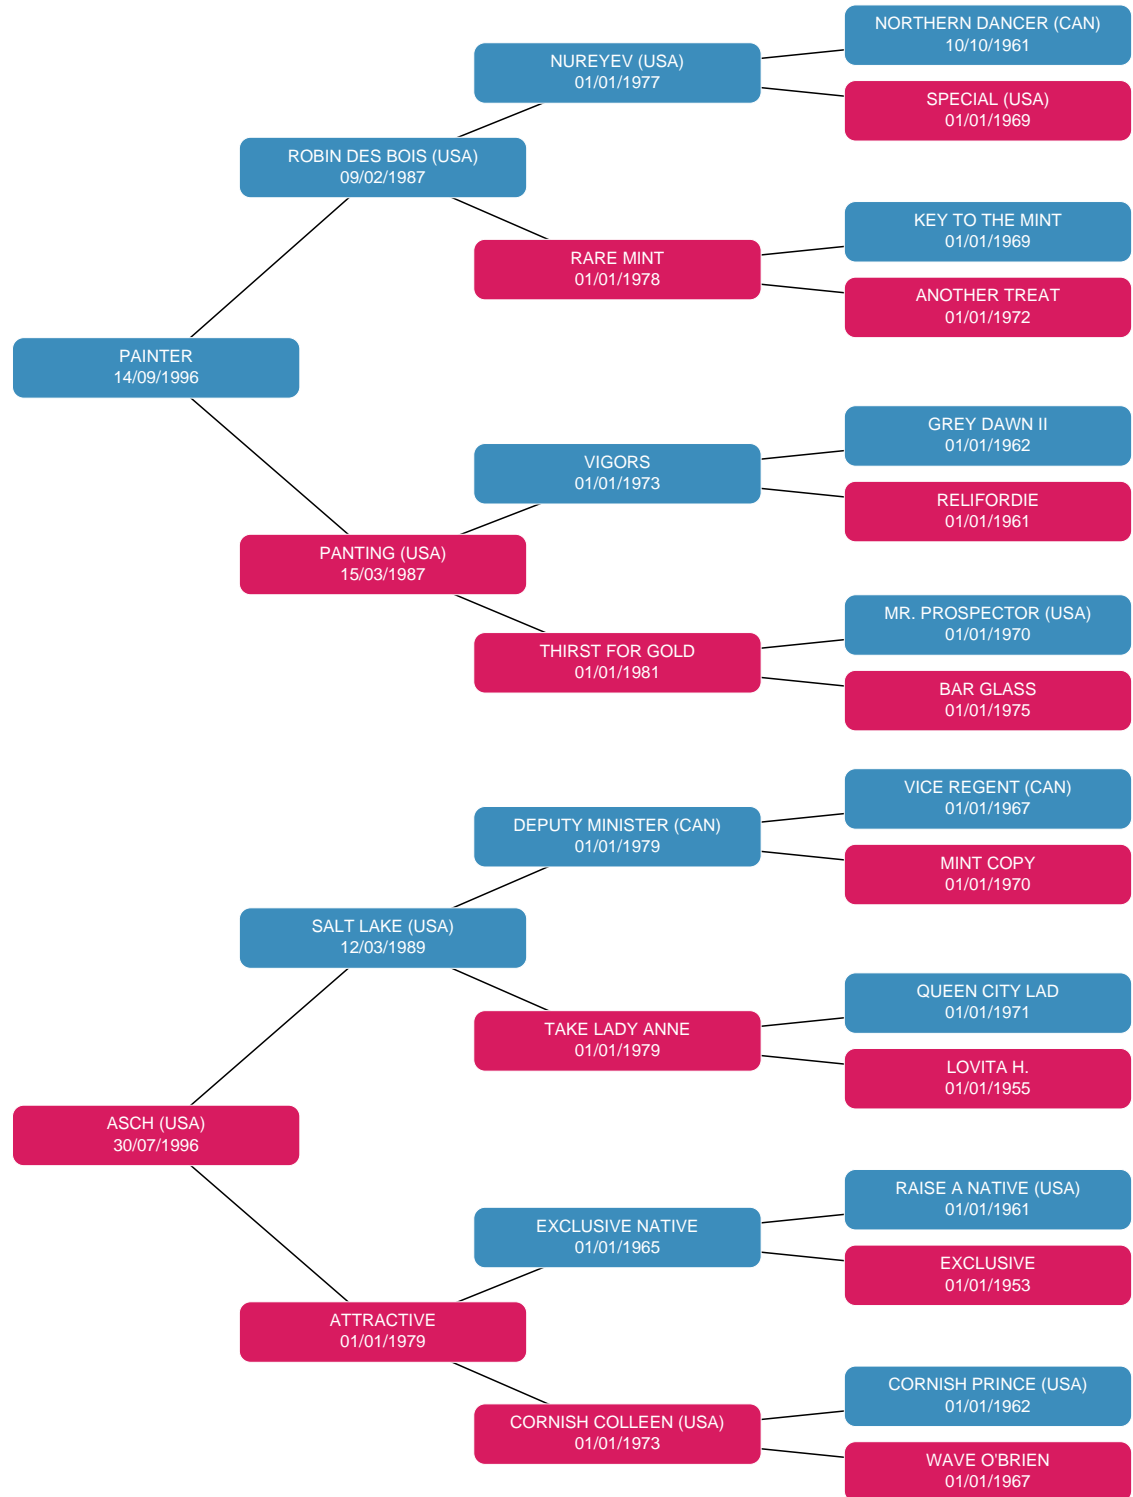 NORTHERN DANCER (CAN)
10/10/1961
NUREYEV (USA)
01/01/1977
SPECIAL (USA)
01/01/1969
ROBIN DES BOIS (USA)
09/02/1987
KEY TO THE MINT
01/01/1969
RARE MINT
01/01/1978
ANOTHER TREAT
01/01/1972
PAINTER
14/09/1996
GREY DAWN II
01/01/1962
VIGORS
01/01/1973
RELIFORDIE
01/01/1961
PANTING (USA)
15/03/1987
MR. PROSPECTOR (USA)
01/01/1970
THIRST FOR GOLD
01/01/1981
BAR GLASS
01/01/1975
VICE REGENT (CAN)
01/01/1967
DEPUTY MINISTER (CAN)
01/01/1979
MINT COPY
01/01/1970
SALT LAKE (USA)
12/03/1989
QUEEN CITY LAD
01/01/1971
TAKE LADY ANNE
01/01/1979
LOVITA H.
01/01/1955
ASCH (USA)
30/07/1996
RAISE A NATIVE (USA)
01/01/1961
EXCLUSIVE NATIVE
01/01/1965
EXCLUSIVE
01/01/1953
ATTRACTIVE
01/01/1979
CORNISH PRINCE (USA)
01/01/1962
CORNISH COLLEEN (USA)
01/01/1973
WAVE O'BRIEN
01/01/1967